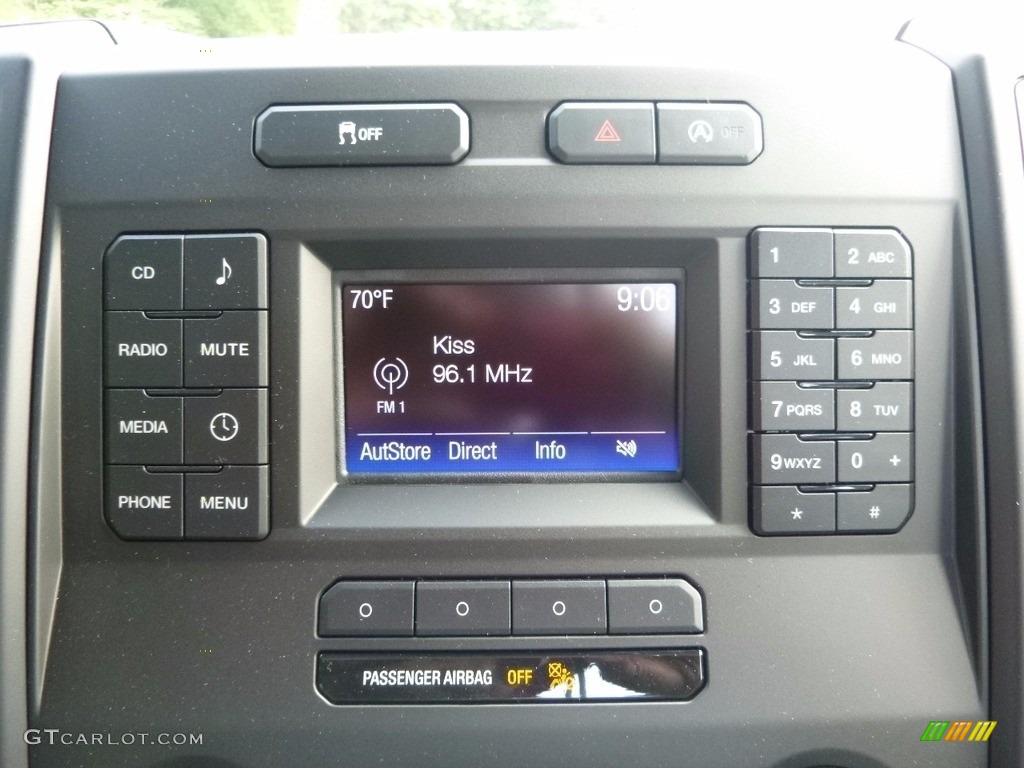 OFF
OFF
CD
RADIO MUTE
MEDIA
PHONE MENU
70°F 9:06
Kiss
96.1 MHz
FM 1
AutStore Direct Info
1 2 ABC
3 DEF 4 GHI
5 JKL 6 MNO
7 PQRS 8 TUV
9 WXYZ 0 +
* #
PASSENGER AIRBAG OFF
GTCARLOT.COM